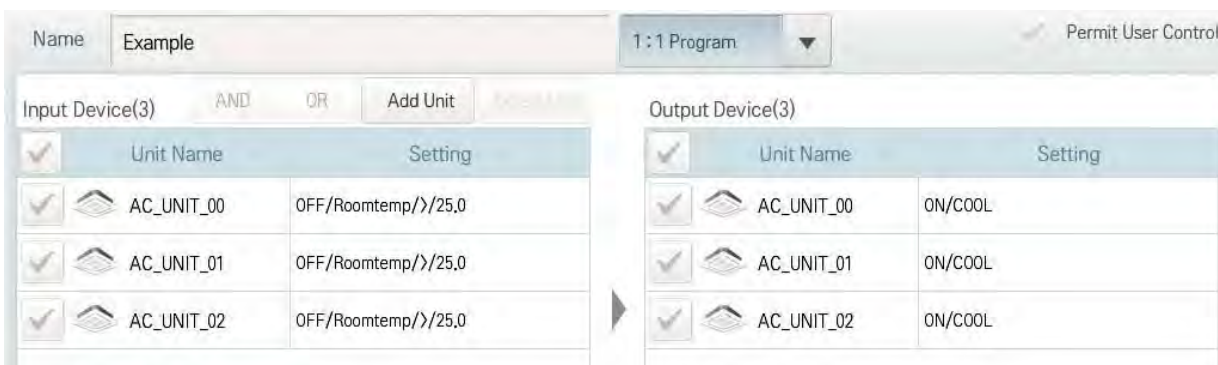 Name Example 1:1 Program Permit User Control
Input Device(3) AND OR Add Unit Output Device(3)
Unit Name Setting Unit Name Setting
AC_UNIT_00 OFF/Roomtemp/>/25.0 AC_UNIT_00 ON/COOL
AC_UNIT_01 OFF/Roomtemp/>/25.0 AC_UNIT_01 ON/COOL
AC_UNIT_02 OFF/Roomtemp/>/25.0 AC_UNIT_02 ON/COOL